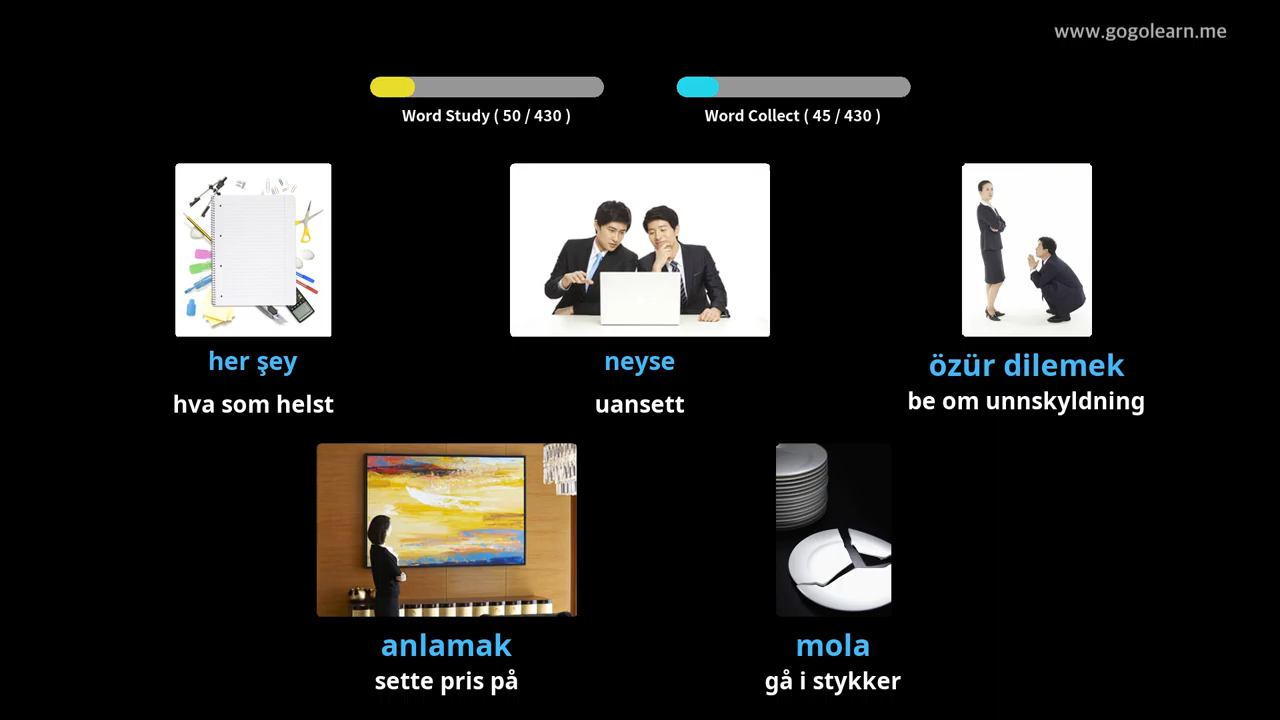 www.gogolearn.me
Word Study ( 50 / 430 )
Word Collect ( 45 / 430 )
her şey
neyse
özür dilemek
hva som helst
uansett
be om unnskyldning
anlamak
mola
sette pris på
gå i stykker